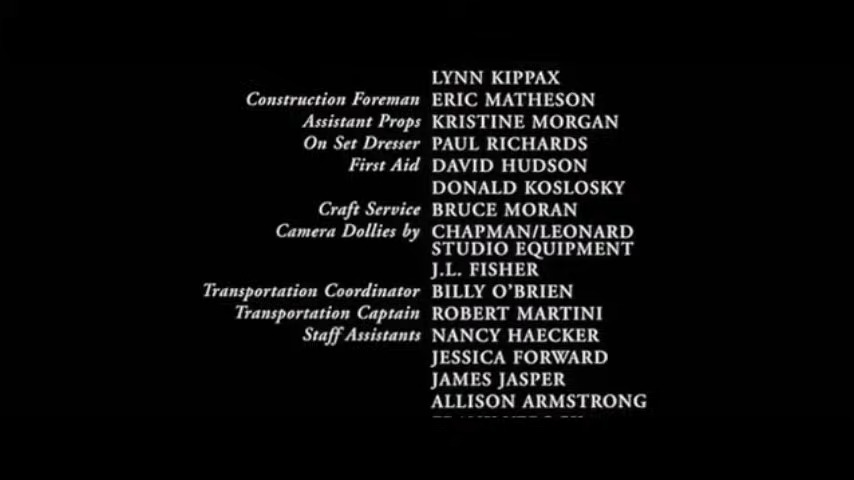 LYNN KIPPAX
Construction Foreman ERIC MATHESON
Assistant Props KRISTINE MORGAN
On Set Dresser PAUL RICHARDS
First Aid DAVID HUDSON
DONALD KOSLOSKY
Craft Service BRUCE MORAN
Camera Dollies by CHAPMAN/LEONARD
STUDIO EQUIPMENT
J.L. FISHER
Transportation Coordinator BILLY O'BRIEN
Transportation Captain ROBERT MARTINI
Staff Assistants NANCY HAECKER
JESSICA FORWARD
JAMES JASPER
ALLISON ARMSTRONG